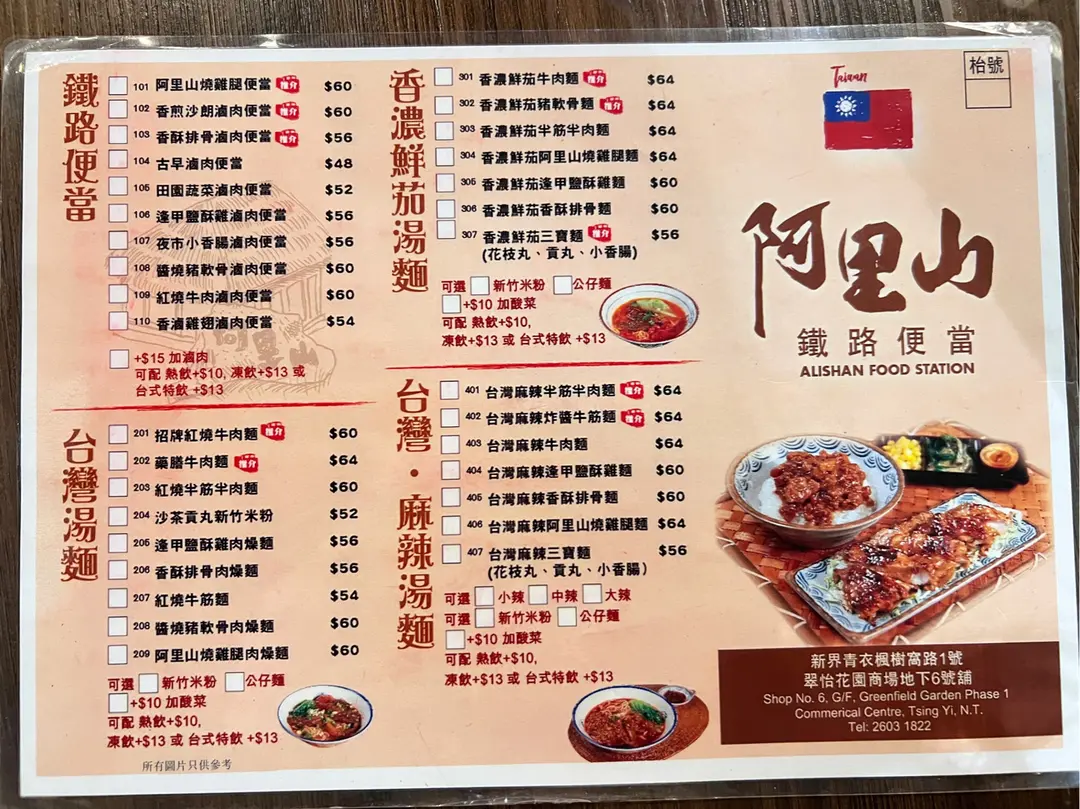 鐵路便當
101 阿里山燒雞腿便當 推介 $60
102 香煎沙朗滷肉便當 推介 $60
103 香酥排骨滷肉便當 推介 $56
104 古早滷肉便當 $48
105 田園蔬菜滷肉便當 $52
106 逢甲鹽酥雞滷肉便當 $56
107 夜市小香腸滷肉便當 $56
108 醬燒豬軟骨滷肉便當 $60
109 紅燒牛肉滷肉便當 $60
110 香滷雞翅滷肉便當 $54
+$15 加滷肉
可配 熱飲+$10, 凍飲+$13 或
台式特飲 +$13
台灣湯麵
201 招牌紅燒牛肉麵 推介 $60
202 藥膳牛肉麵 推介 $64
203 紅燒半筋半肉麵 $60
204 沙茶貢丸新竹米粉 $52
205 逢甲鹽酥雞肉燥麵 $56
206 香酥排骨肉燥麵 $56
207 紅燒牛筋麵 $54
208 醬燒豬軟骨肉燥麵 $60
209 阿里山燒雞腿肉燥麵 $60
可選 新竹米粉 公仔麵
+$10 加酸菜
可配 熱飲+$10,
凍飲+$13 或 台式特飲 +$13
所有圖片只供參考
香濃鮮茄湯麵
301 香濃鮮茄牛肉麵 推介 $64
302 香濃鮮茄豬軟骨麵 推介 $64
303 香濃鮮茄半筋半肉麵 $64
304 香濃鮮茄阿里山燒雞腿麵 $64
305 香濃鮮茄逢甲鹽酥雞麵 $60
306 香濃鮮茄香酥排骨麵 $60
307 香濃鮮茄三寶麵 推介 $56
(花枝丸、貢丸、小香腸)
可選 新竹米粉 公仔麵
+$10 加酸菜
可配 熱飲+$10,
凍飲+$13 或 台式特飲 +$13
台灣・麻辣湯麵
401 台灣麻辣半筋半肉麵 推介 $64
402 台灣麻辣炸醬牛筋麵 推介 $64
403 台灣麻辣牛肉麵 $64
404 台灣麻辣逢甲鹽酥雞麵 $60
405 台灣麻辣香酥排骨麵 $60
406 台灣麻辣阿里山燒雞腿麵 $64
407 台灣麻辣三寶麵 $56
(花枝丸、貢丸、小香腸)
可選 小辣 中辣 大辣
可選 新竹米粉 公仔麵
+$10 加酸菜
可配 熱飲+$10,
凍飲+$13 或 台式特飲 +$13
枱號
Taiwan
阿里山
鐵路便當
ALISHAN FOOD STATION
新界青衣楓樹窩路1號
翠怡花園商場地下6號舖
Shop No. 6, G/F, Greenfield Garden Phase 1
Commerical Centre, Tsing Yi, N.T.
Tel: 2603 1822